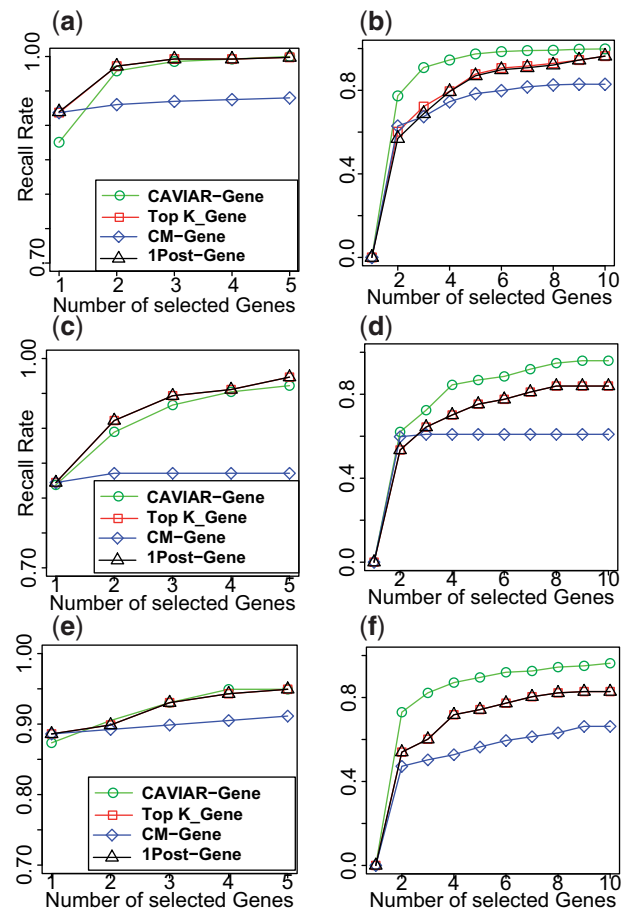 (a)
1.00
Recall Rate
0.70
CAVIAR-Gene
Top K_Gene
CM-Gene
1Post-Gene
1 2 3 4 5
Number of selected Genes
(b)
0.8
0.4
0.0
2 4 6 8 10
Number of selected Genes
(c)
1.00
Recall Rate
0.70
CAVIAR-Gene
Top K_Gene
CM-Gene
1Post-Gene
1 2 3 4 5
Number of selected Genes
(d)
0.8
0.4
0.0
2 4 6 8 10
Number of selected Genes
(e)
1.00
0.90
0.80
0.70
CAVIAR-Gene
Top K_Gene
CM-Gene
1Post-Gene
1 2 3 4 5
Number of selected Genes
(f)
0.8
0.4
0.0
2 4 6 8 10
Number of selected Genes